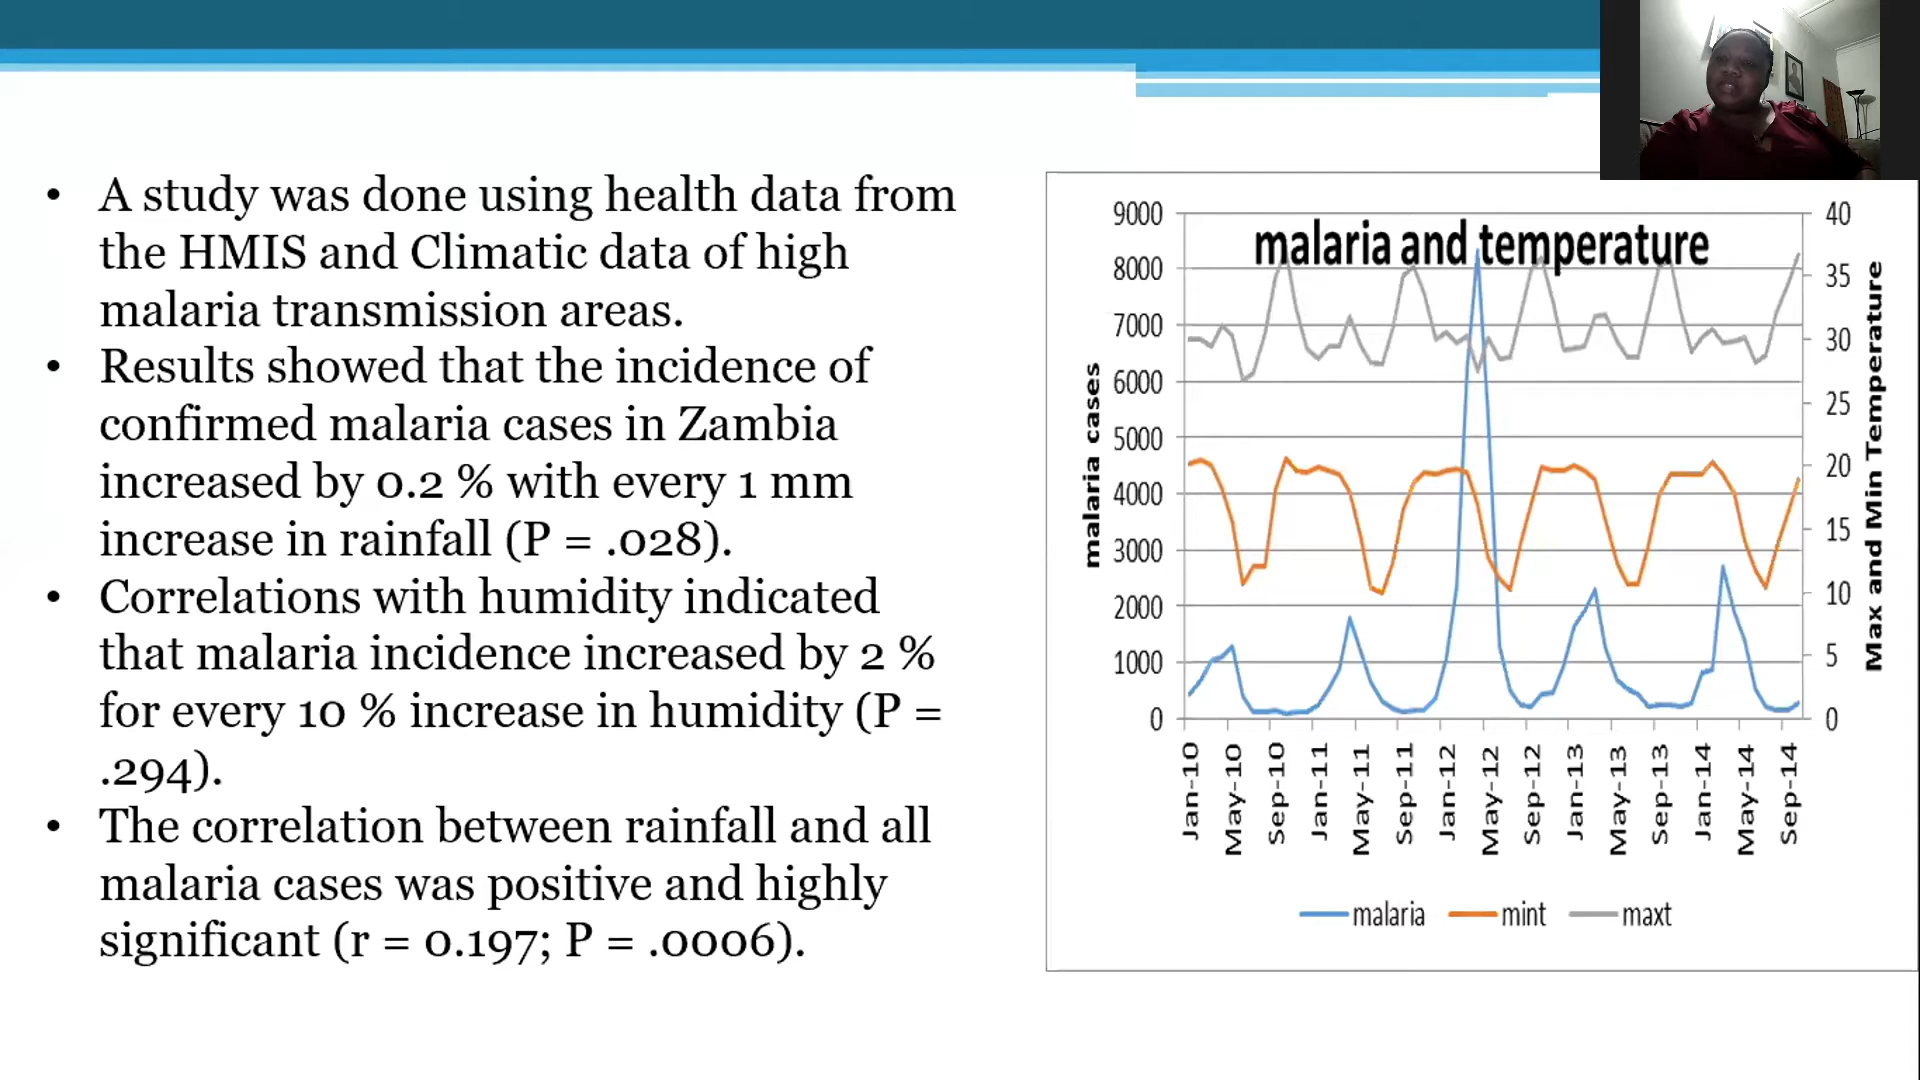 • A study was done using health data from
the HMIS and Climatic data of high
malaria transmission areas.
• Results showed that the incidence of
confirmed malaria cases in Zambia
increased by 0.2 % with every 1 mm
increase in rainfall (P = .028).
• Correlations with humidity indicated
that malaria incidence increased by 2 %
for every 10 % increase in humidity (P =
.294).
• The correlation between rainfall and all
malaria cases was positive and highly
significant (r = 0.197; P = .0006).
malaria and temperature
malaria cases
9000
8000
7000
6000
5000
4000
3000
2000
1000
0
40
35
30
25
20
15
10
5
0
Max and Min Temperature
Jan-10
May-10
Sep-10
Jan-11
May-11
Sep-11
Jan-12
May-12
Sep-12
Jan-13
May-13
Sep-13
Jan-14
May-14
Sep-14
malaria mint maxt